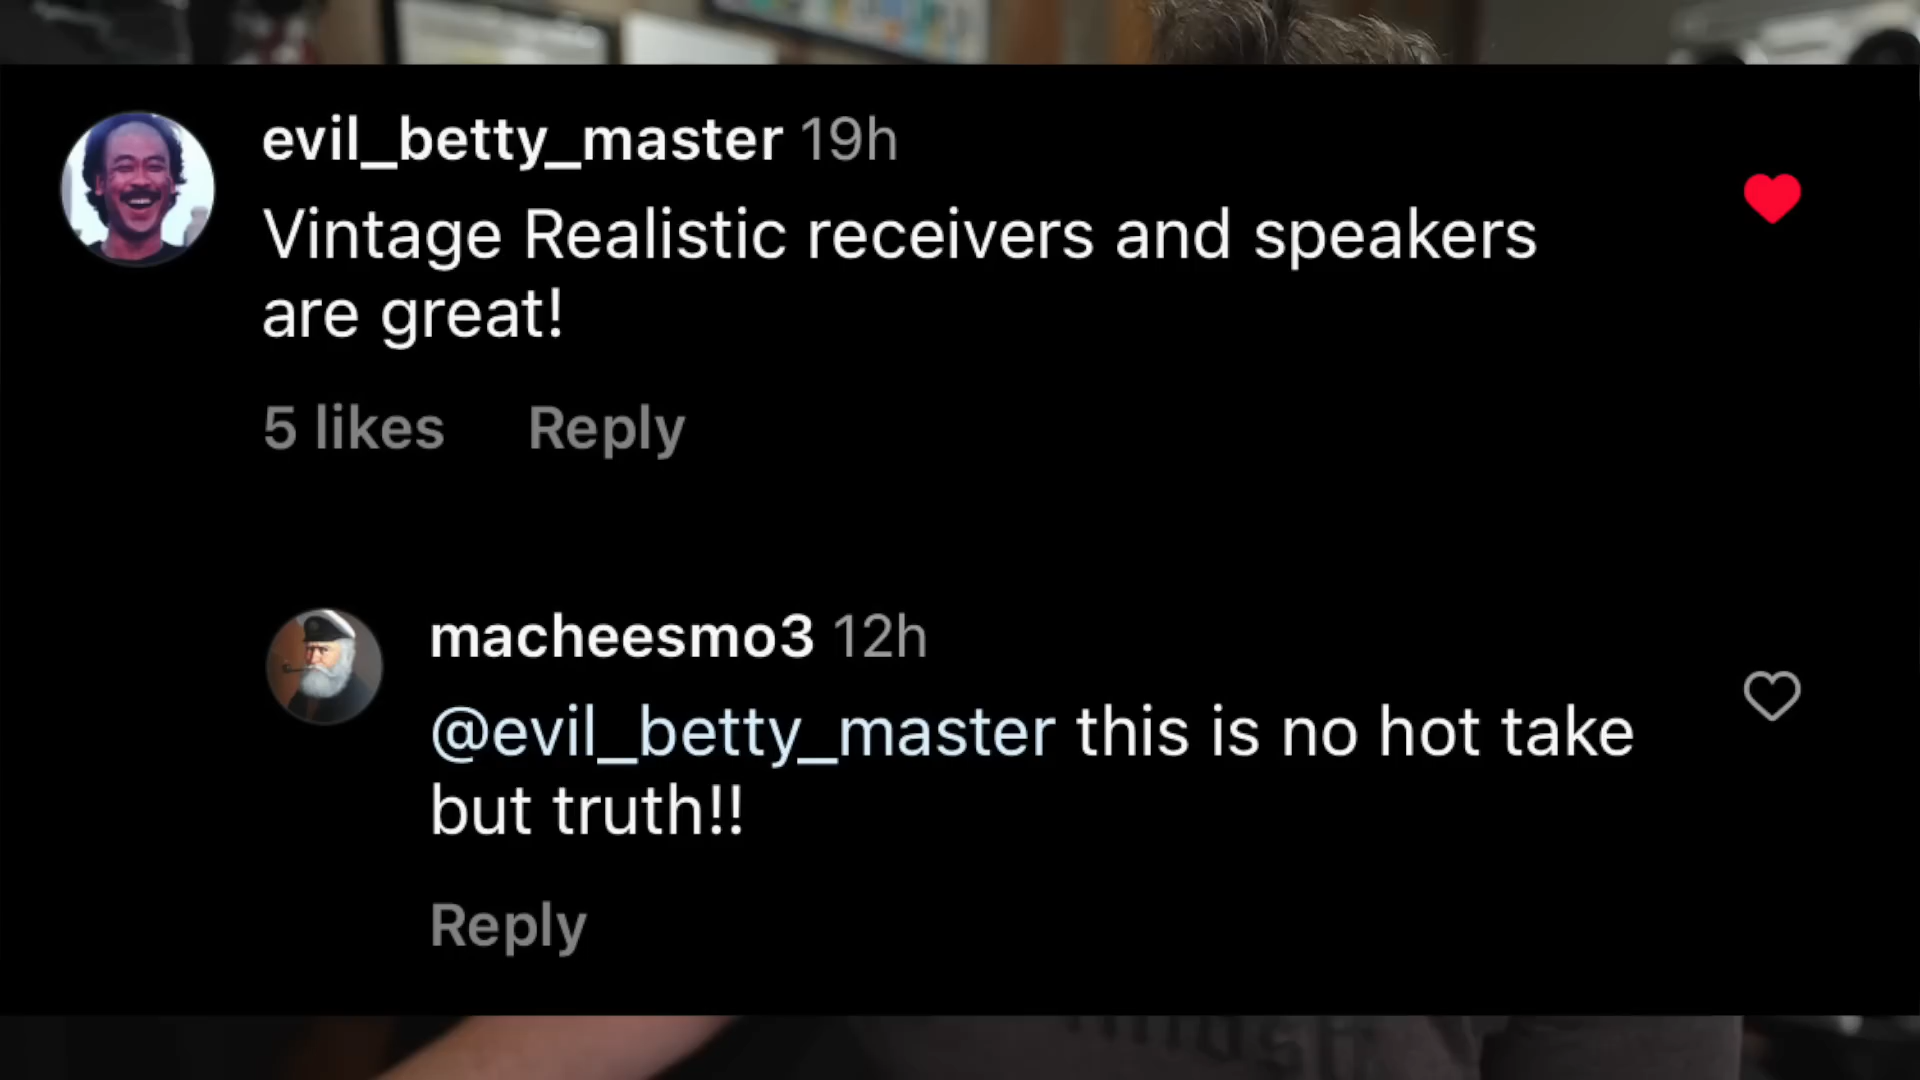 evil_betty_master 19h
Vintage Realistic receivers and speakers
are great!
5 likes Reply
macheesmo3 12h
@evil_betty_master this is no hot take
but truth!!
Reply